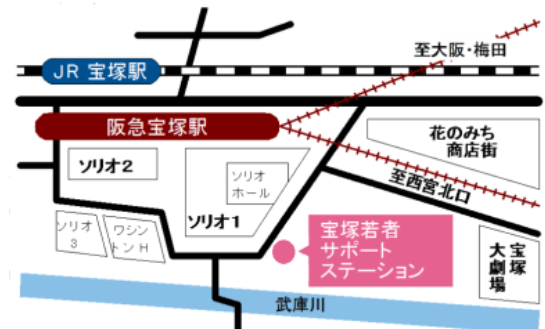 至大阪・梅田
JR 宝塚駅
阪急宝塚駅
花のみち
商店街
ソリオ2
ソリオ
ホール
至西宮北口
ソリオ1
ソリオ
3
ワシン
トンH
宝塚若者
サポート
ステーション
宝塚
大劇場
武庫川